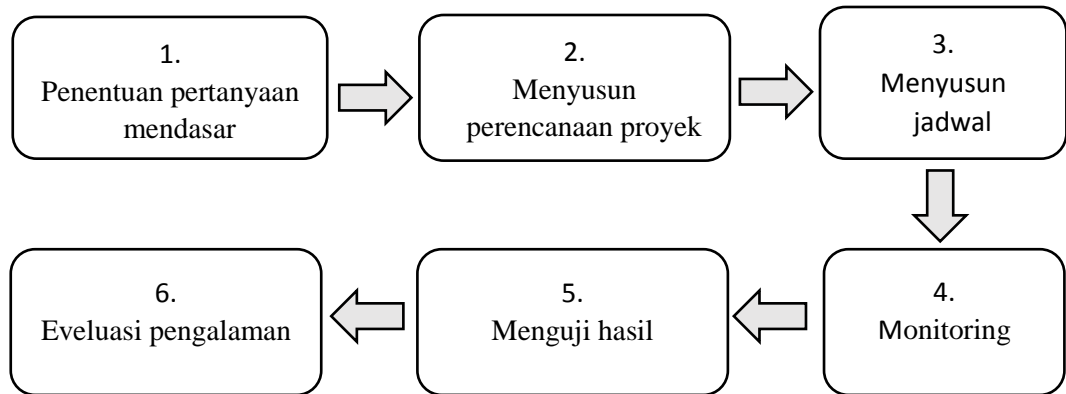 1.
Penentuan pertanyaan
mendasar
2.
Menyusun
perencanaan proyek
3.
Menyusun
jadwal
4.
Monitoring
5.
Menguji hasil
6.
Eveluasi pengalaman